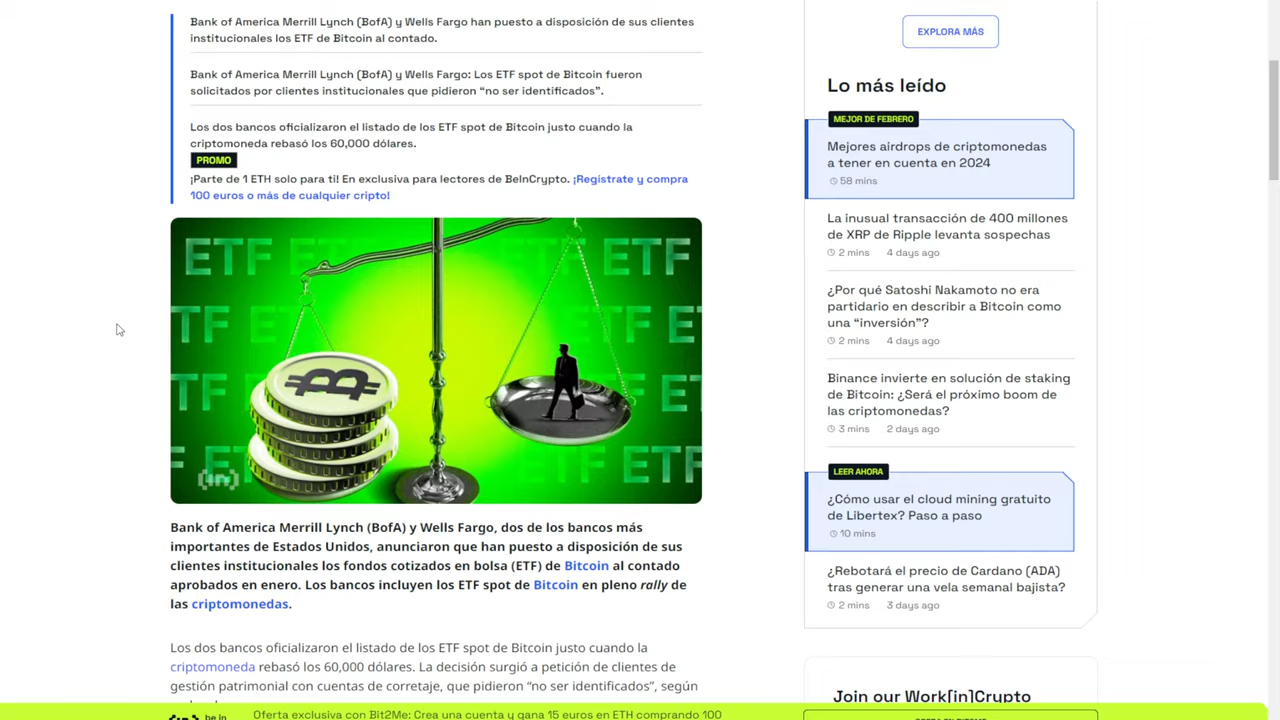 Bank of America Merrill Lynch (BofA) y Wells Fargo han puesto a disposición de sus clientes
institucionales los ETF de Bitcoin al contado.
Bank of America Merrill Lynch (BofA) y Wells Fargo: Los ETF spot de Bitcoin fueron
solicitados por clientes institucionales que pidieron “no ser identificados”.
Los dos bancos oficializaron el listado de los ETF spot de Bitcoin justo cuando la
criptomoneda rebasó los 60,000 dólares.
PROMO
¡Parte de 1 ETH solo para ti! En exclusiva para lectores de BeInCrypto. ¡Regístrate y compra
100 euros o más de cualquier cripto!
ETF ETF ETF
TF E ETF E
ETF ETF
F ETF
(in)
Bank of America Merrill Lynch (BofA) y Wells Fargo, dos de los bancos más
importantes de Estados Unidos, anunciaron que han puesto a disposición de sus
clientes institucionales los fondos cotizados en bolsa (ETF) de Bitcoin al contado
aprobados en enero. Los bancos incluyen los ETF spot de Bitcoin en pleno rally de
las criptomonedas.
Los dos bancos oficializaron el listado de los ETF spot de Bitcoin justo cuando la
criptomoneda rebasó los 60,000 dólares. La decisión surgió a petición de clientes de
gestión patrimonial con cuentas de corretaje, que pidieron “no ser identificados”, según
EXPLORA MÁS
Lo más leído
MEJOR DE FEBRERO
Mejores airdrops de criptomonedas
a tener en cuenta en 2024
58 mins
La inusual transacción de 400 millones
de XRP de Ripple levanta sospechas
2 mins 4 days ago
¿Por qué Satoshi Nakamoto no era
partidario en describir a Bitcoin como
una “inversión”?
2 mins 4 days ago
Binance invierte en solución de staking
de Bitcoin: ¿Será el próximo boom de
las criptomonedas?
3 mins 2 days ago
LEER AHORA
¿Cómo usar el cloud mining gratuito
de Libertex? Paso a paso
10 mins
¿Rebotará el precio de Cardano (ADA)
tras generar una vela semanal bajista?
2 mins 3 days ago
Join our Work[in]Crypto
be in
Oferta exclusiva con Bit2Me: Crea una cuenta y gana 15 euros en ETH comprando 100